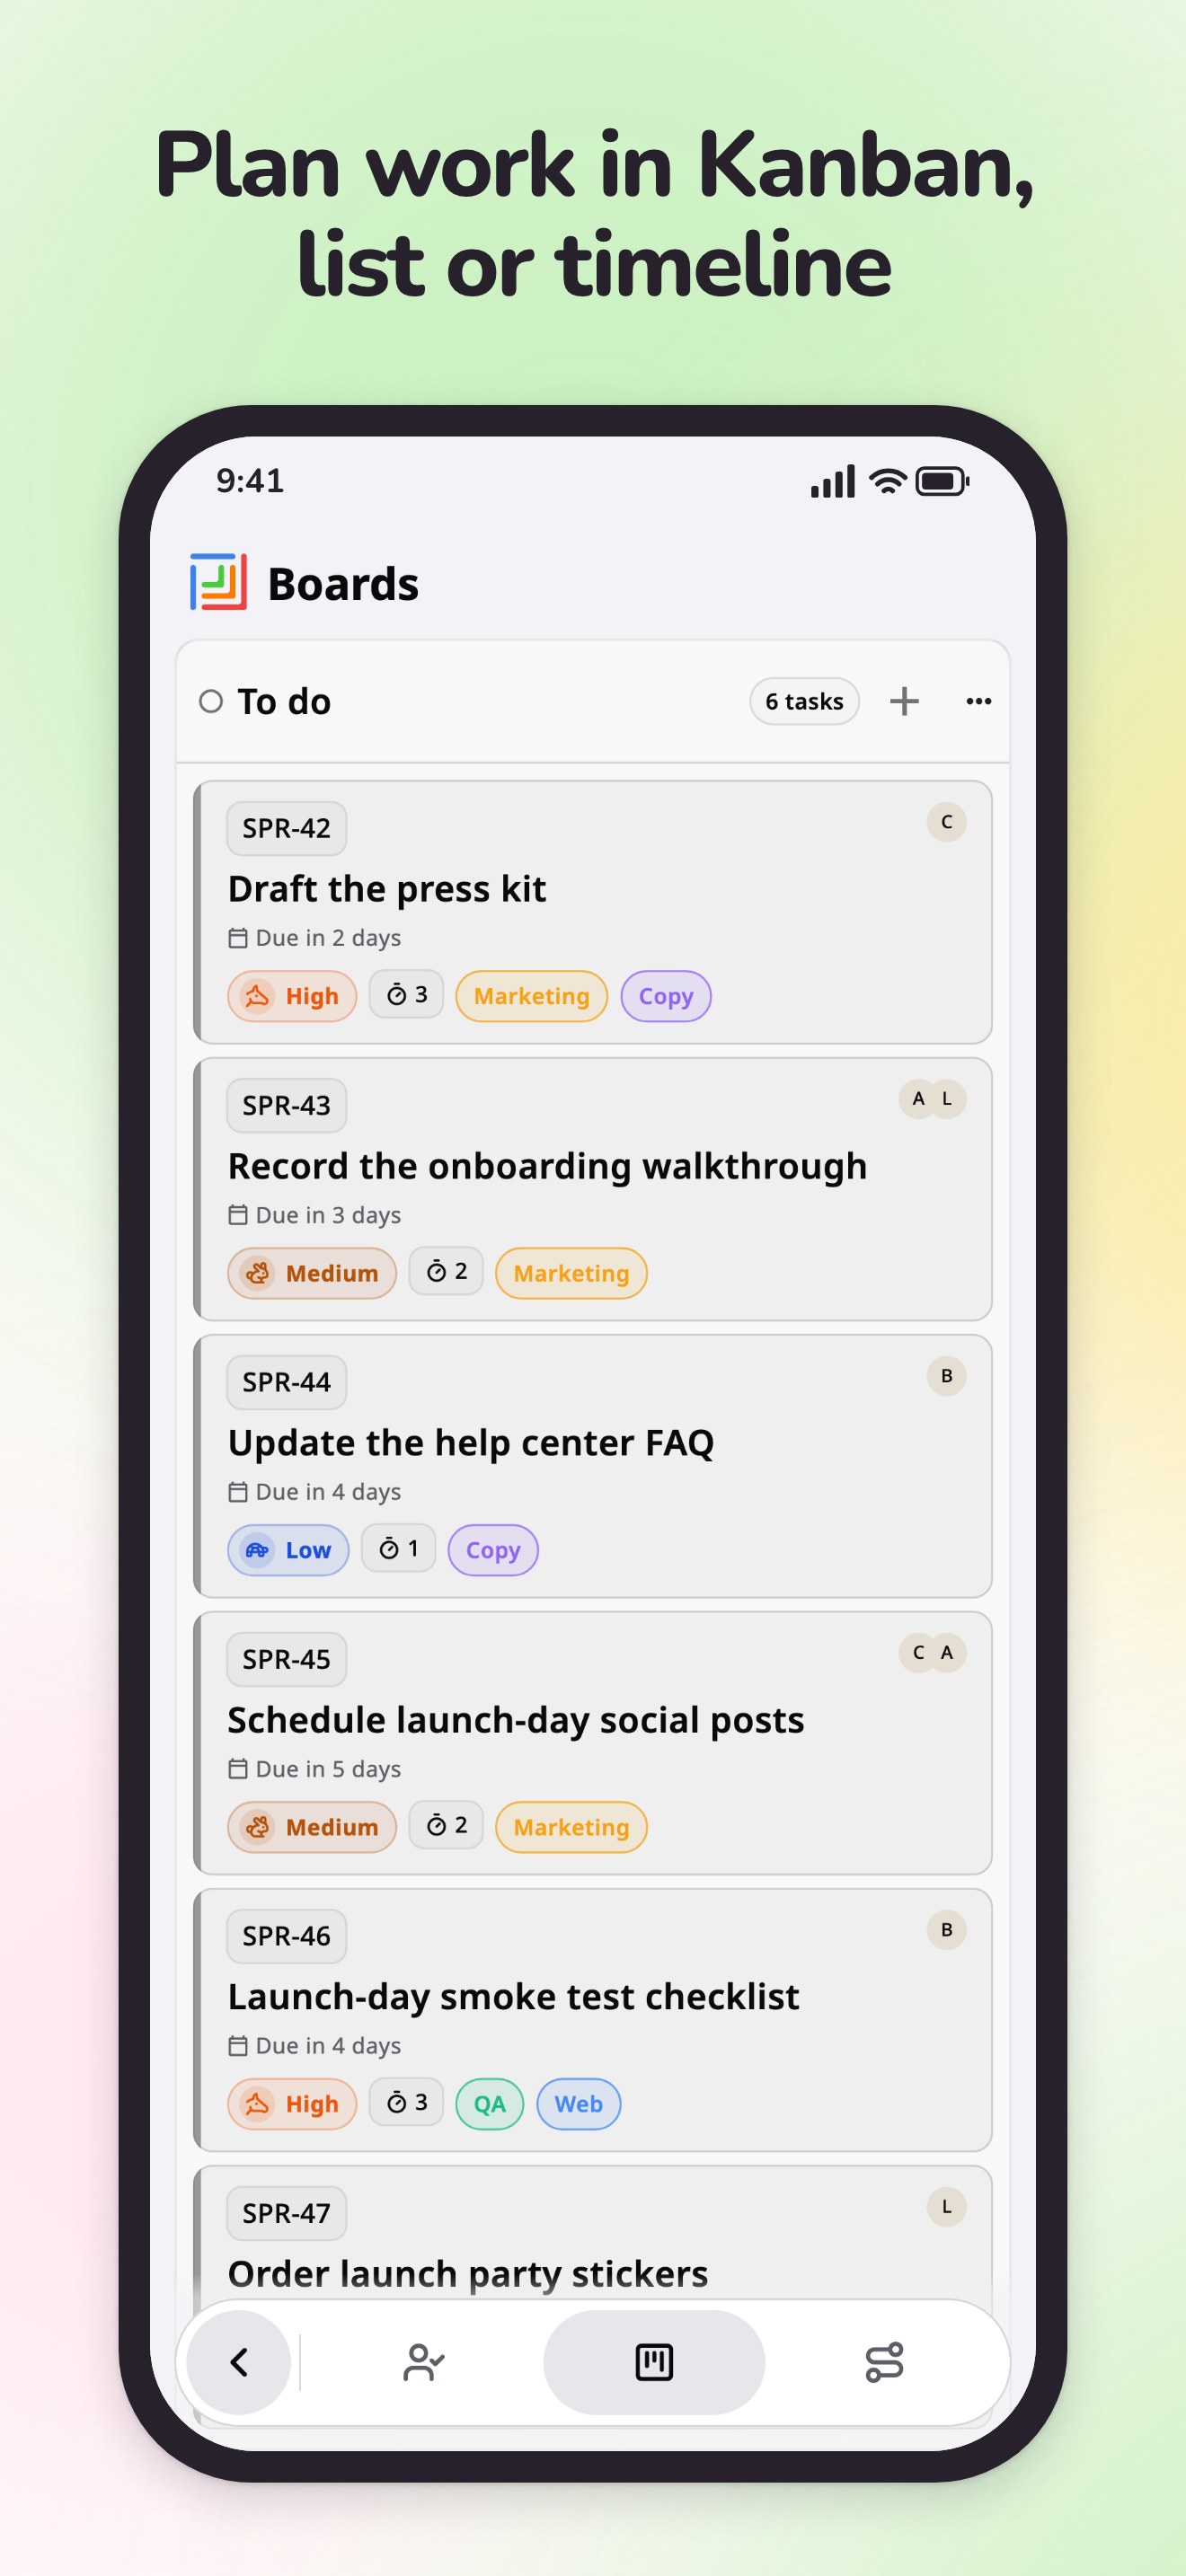 Plan work in Kanban,
list or timeline
9:41
Boards
To do
6 tasks
SPR-42
C
Draft the press kit
Due in 2 days
High
3
Marketing
Copy
SPR-43
A L
Record the onboarding walkthrough
Due in 3 days
Medium
2
Marketing
SPR-44
B
Update the help center FAQ
Due in 4 days
Low
1
Copy
SPR-45
C A
Schedule launch-day social posts
Due in 5 days
Medium
2
Marketing
SPR-46
B
Launch-day smoke test checklist
Due in 4 days
High
3
QA
Web
SPR-47
L
Order launch party stickers